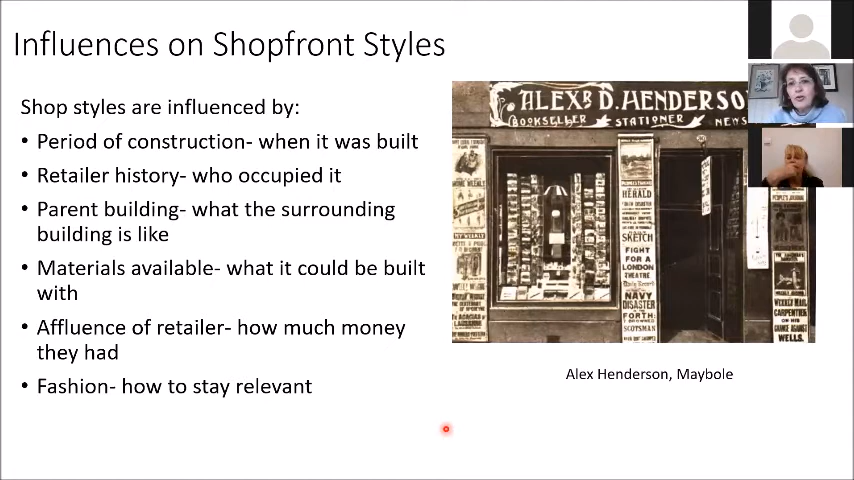 Influences on Shopfront Styles
Shop styles are influenced by:
• Period of construction- when it was built
• Retailer history- who occupied it
• Parent building- what the surrounding
building is like
• Materials available- what it could be built
with
• Affluence of retailer- how much money
they had
• Fashion- how to stay relevant
ALEXR D. HENDERSO
BOOKSELLER STATIONER NEWS
HERALD
SKETCH
FIGHT
FOR A
LONDON
THEATRE
NAVY
DISASTER
IN THE
FORTH
SCOTSMAN
PEOPLE'S JOURNAL
WEEKLY MAIL
CARPENTER
ON HIS
CHANCE AGAINST
WELLS.
Alex Henderson, Maybole